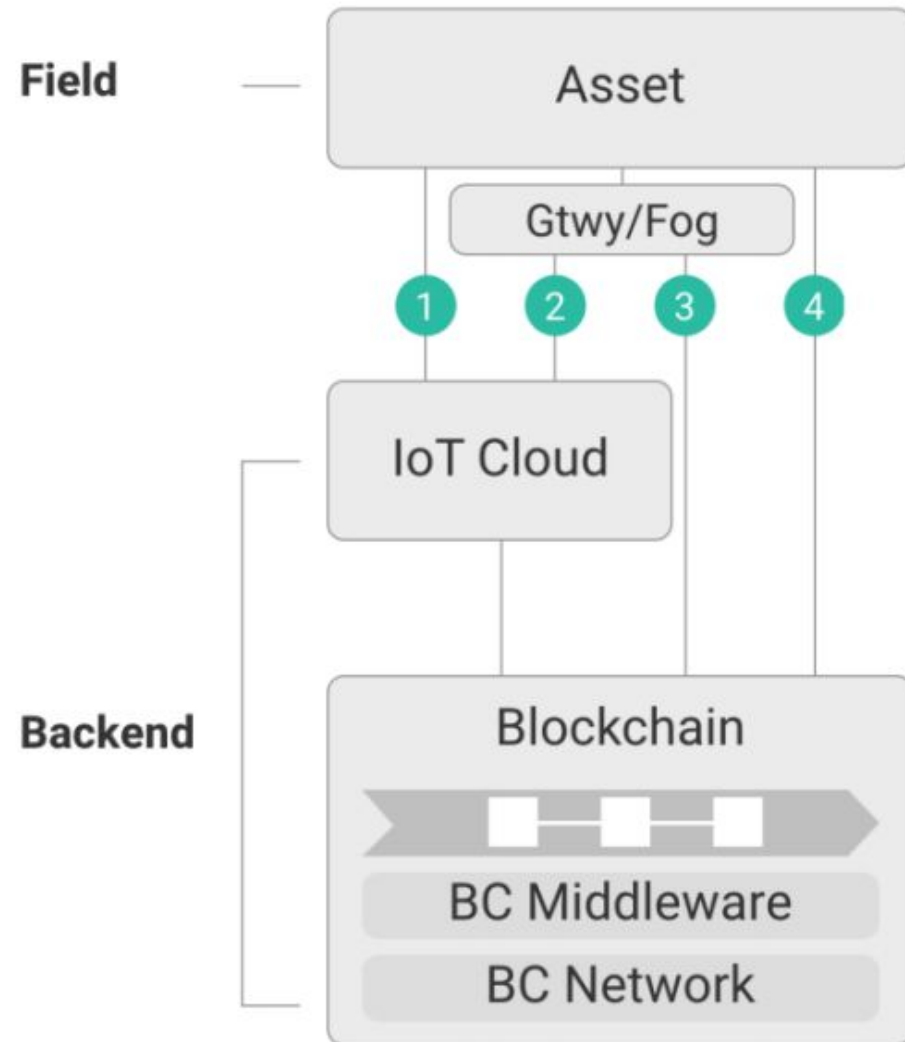 Field
Asset
Gtwy/Fog
1
2
3
4
IoT Cloud
Backend
Blockchain
BC Middleware
BC Network